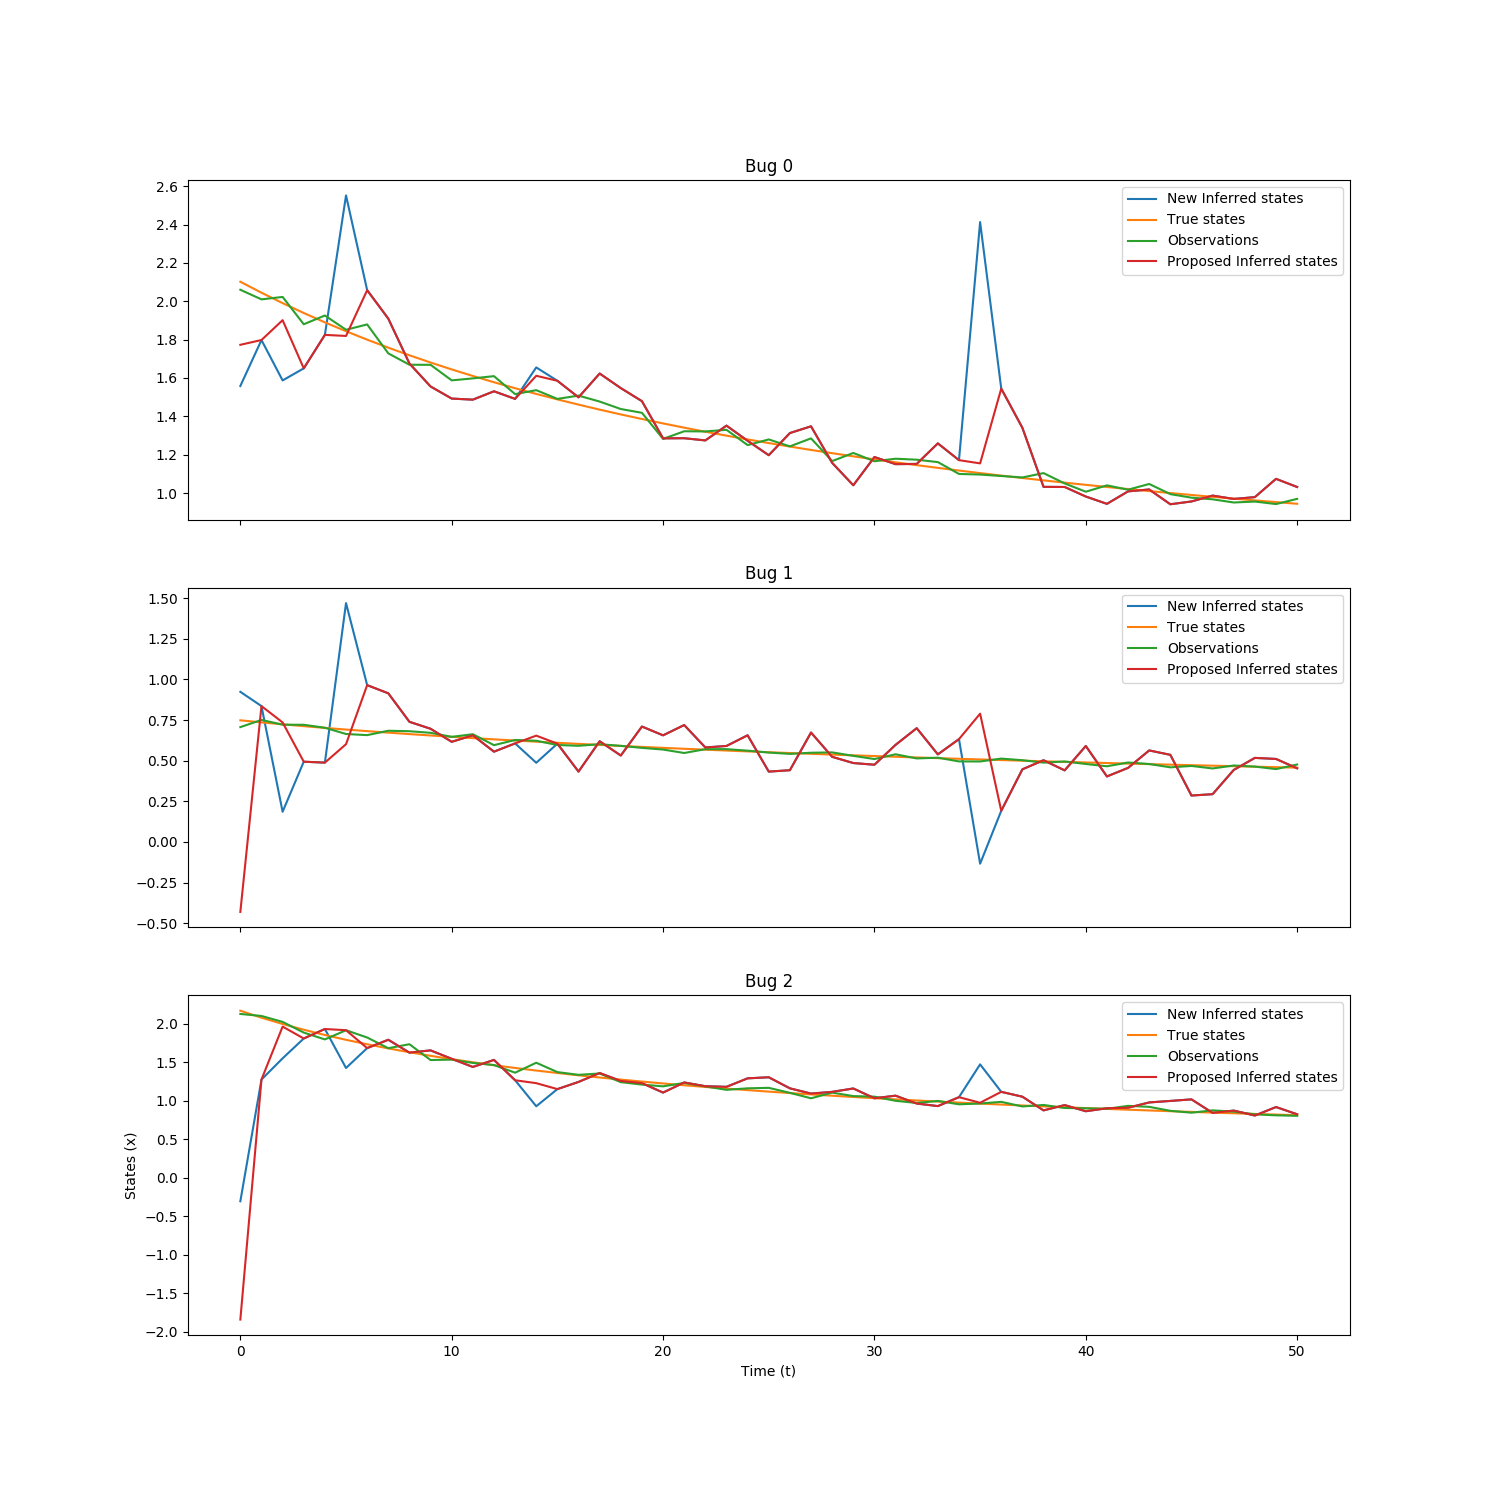 Bug 0
2.6
2.4
2.2
2.0
1.8
1.6
1.4
1.2
1.0
New Inferred states
True states
Observations
Proposed Inferred states
Bug 1
1.50
1.25
1.00
0.75
0.50
0.25
0.00
−0.25
−0.50
New Inferred states
True states
Observations
Proposed Inferred states
Bug 2
States (x)
2.0
1.5
1.0
0.5
0.0
−0.5
−1.0
−1.5
−2.0
New Inferred states
True states
Observations
Proposed Inferred states
0 10 20 30 40 50
Time (t)